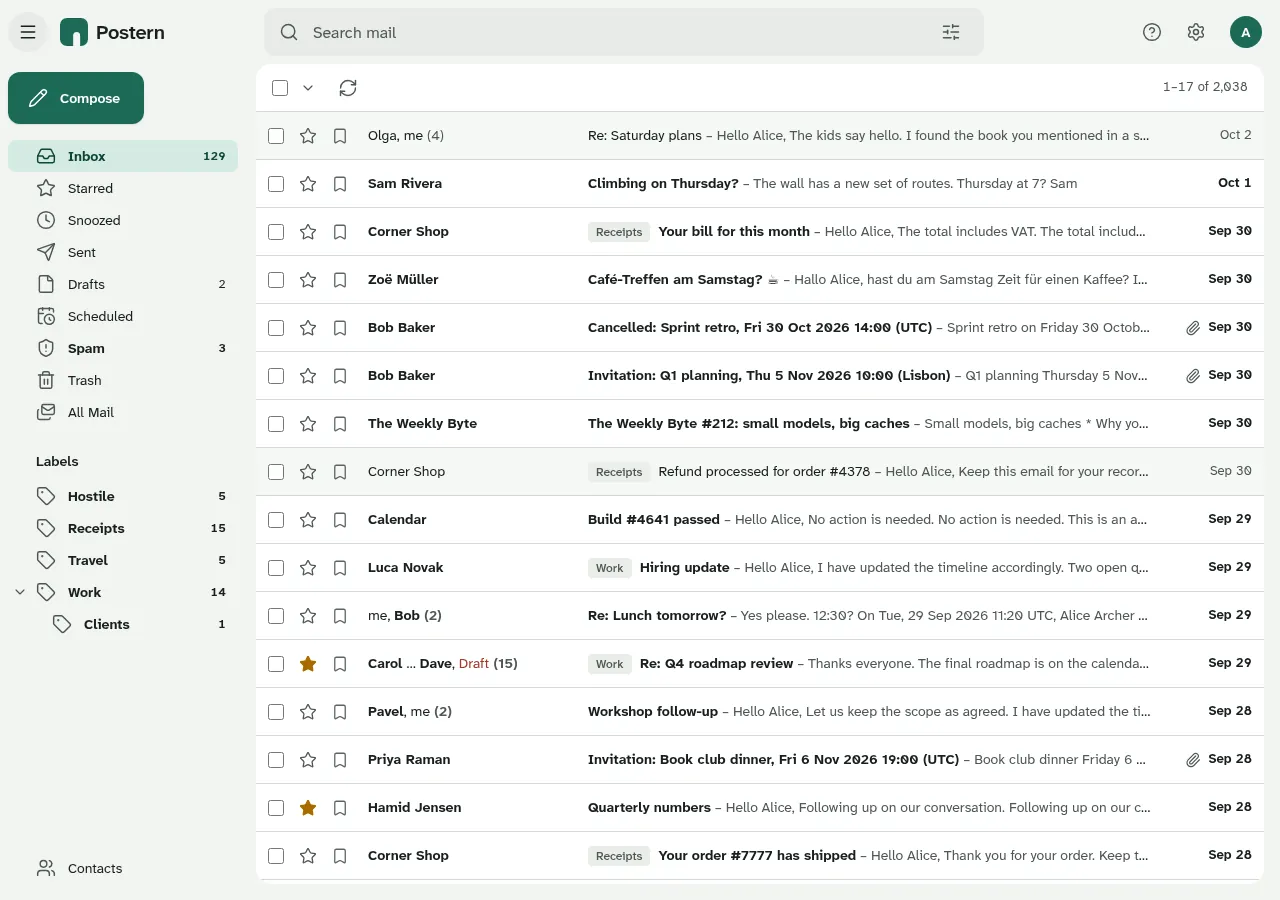 Postern
Search mail
A
Compose
1–17 of 2,038
Inbox 129
Starred
Snoozed
Sent
Drafts 2
Scheduled
Spam 3
Trash
All Mail
Labels
Hostile 5
Receipts 15
Travel 5
Work 14
Clients 1
Contacts
Olga, me (4) Re: Saturday plans – Hello Alice, The kids say hello. I found the book you mentioned in a s… Oct 2
Sam Rivera Climbing on Thursday? – The wall has a new set of routes. Thursday at 7? Sam Oct 1
Corner Shop Receipts Your bill for this month – Hello Alice, The total includes VAT. The total includ… Sep 30
Zoë Müller Café-Treffen am Samstag? ☕ – Hallo Alice, hast du am Samstag Zeit für einen Kaffee? I… Sep 30
Bob Baker Cancelled: Sprint retro, Fri 30 Oct 2026 14:00 (UTC) – Sprint retro on Friday 30 Octob… Sep 30
Bob Baker Invitation: Q1 planning, Thu 5 Nov 2026 10:00 (Lisbon) – Q1 planning Thursday 5 Nov… Sep 30
The Weekly Byte The Weekly Byte #212: small models, big caches – Small models, big caches * Why yo… Sep 30
Corner Shop Receipts Refund processed for order #4378 – Hello Alice, Keep this email for your recor… Sep 30
Calendar Build #4641 passed – Hello Alice, No action is needed. No action is needed. This is an a… Sep 29
Luca Novak Work Hiring update – Hello Alice, I have updated the timeline accordingly. Two open q… Sep 29
me, Bob (2) Re: Lunch tomorrow? – Yes please. 12:30? On Tue, 29 Sep 2026 11:20 UTC, Alice Archer … Sep 29
Carol … Dave, Draft (15) Work Re: Q4 roadmap review – Thanks everyone. The final roadmap is on the calenda… Sep 29
Pavel, me (2) Workshop follow-up – Hello Alice, Let us keep the scope as agreed. I have updated the ti… Sep 28
Priya Raman Invitation: Book club dinner, Fri 6 Nov 2026 19:00 (UTC) – Book club dinner Friday 6 … Sep 28
Hamid Jensen Quarterly numbers – Hello Alice, Following up on our conversation. Following up on our c… Sep 28
Corner Shop Receipts Your order #7777 has shipped – Hello Alice, Thank you for your order. Keep t… Sep 28